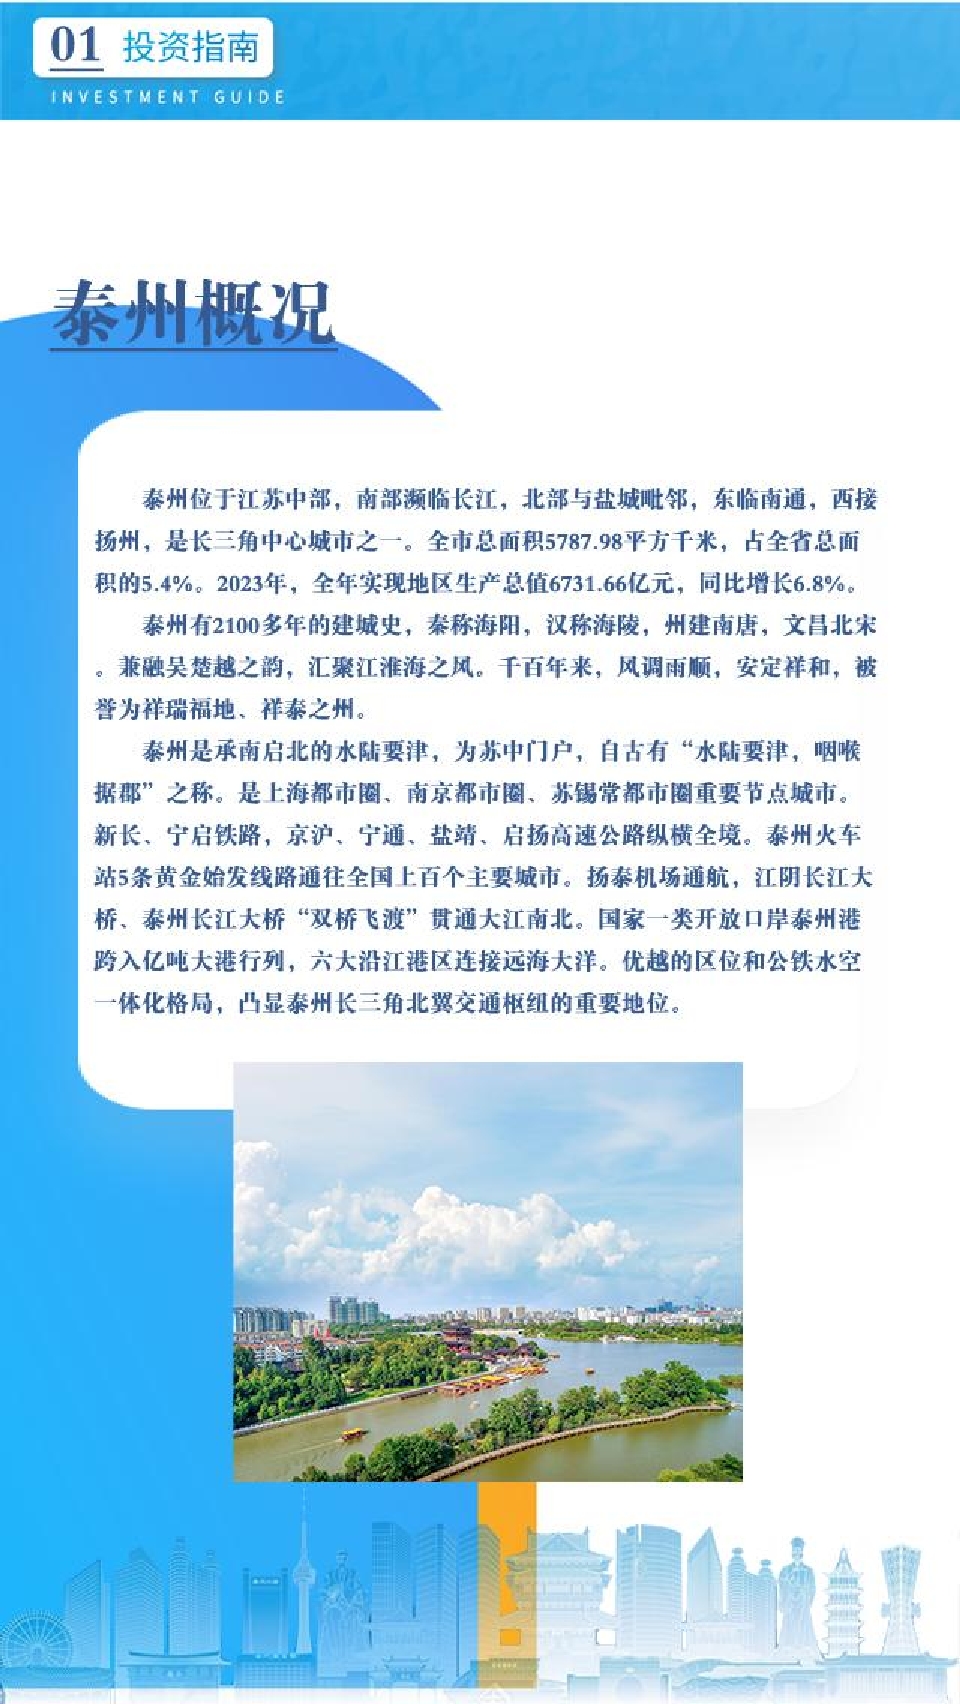 01 投资指南
INVESTMENT GUIDE
泰州概况
泰州位于江苏中部，南部濒临长江，北部与盐城毗邻，东临南通，西接
扬州，是长三角中心城市之一。全市总面积5787.98平方千米，占全省总面
积的5.4%。2023年，全年实现地区生产总值6731.66亿元，同比增长6.8%。
泰州有2100多年的建城史，秦称海阳，汉称海陵，州建南唐，文昌北宋
。兼融吴楚越之韵，汇聚江淮海之风。千百年来，风调雨顺，安定祥和，被
誉为祥瑞福地、祥泰之州。
泰州是承南启北的水陆要津，为苏中门户，自古有“水陆要津，咽喉
据郡”之称。是上海都市圈、南京都市圈、苏锡常都市圈重要节点城市。
新长、宁启铁路，京沪、宁通、盐靖、启扬高速公路纵横全境。泰州火车
站5条黄金始发线路通往全国上百个主要城市。扬泰机场通航，江阴长江大
桥、泰州长江大桥“双桥飞渡”贯通大江南北。国家一类开放口岸泰州港
跨入亿吨大港行列，六大沿江港区连接远海大洋。优越的区位和公铁水空
一体化格局，凸显泰州长三角北翼交通枢纽的重要地位。